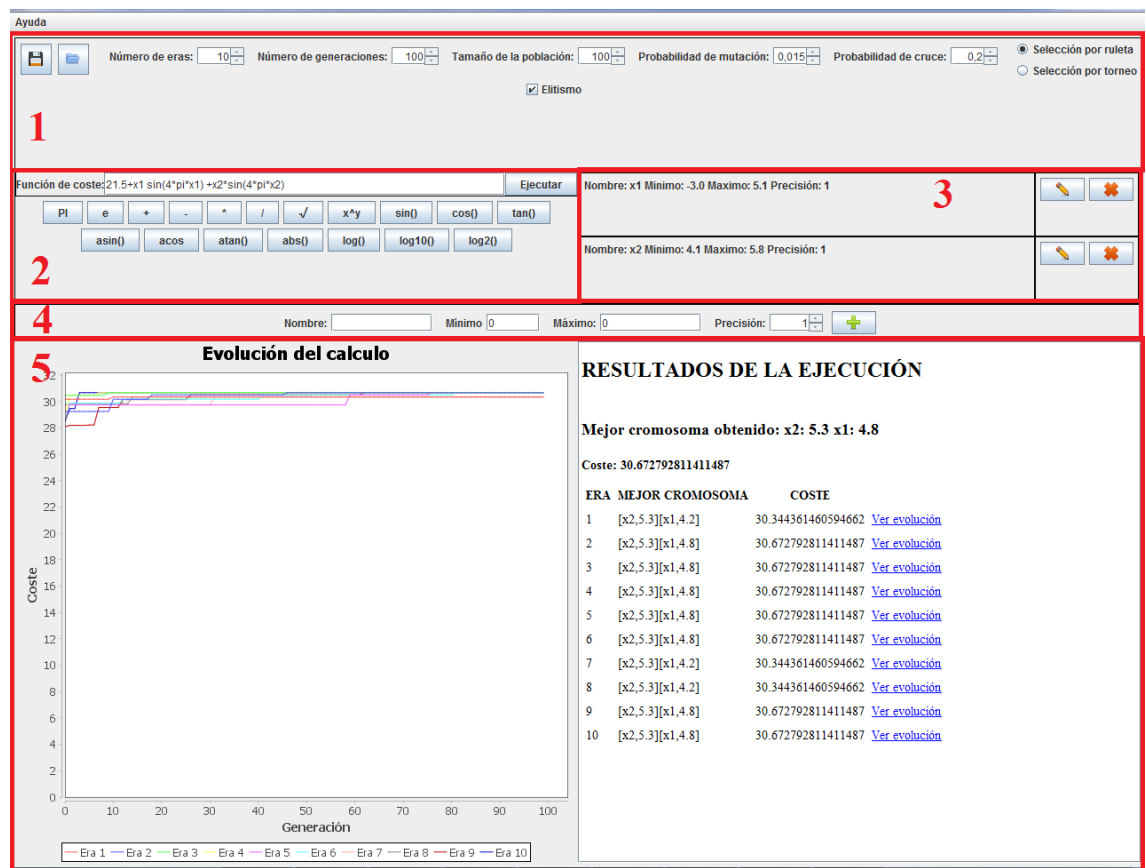 Ayuda
Número de eras: 10 Número de generaciones: 100 Tamaño de la población: 100 Probabilidad de mutación: 0,015 Probabilidad de cruce: 0,2 Selección por ruleta
Selección por torneo
Elitismo
1
Función de coste: 21.5+x1 sin(4*pi*x1) +x2*sin(4*pi*x2) Ejecutar
PI e + - * / √ x^y sin() cos() tan()
asin() acos atan() abs() log() log10() log2()
2
Nombre: x1 Minimo: -3.0 Maximo: 5.1 Precisión: 1
3
Nombre: x2 Minimo: 4.1 Maximo: 5.8 Precisión: 1
4
Nombre: Mínimo 0 Máximo: 0 Precisión: 1
5
Evolución del calculo
32
30
28
26
24
22
20
18
16
14
12
10
8
6
4
2
0
Coste
0 10 20 30 40 50 60 70 80 90 100
Generación
Era 1 Era 2 Era 3 Era 4 Era 5 Era 6 Era 7 Era 8 Era 9 Era 10
RESULTADOS DE LA EJECUCIÓN
Mejor cromosoma obtenido: x2: 5.3 x1: 4.8
Coste: 30.672792811411487
ERA MEJOR CROMOSOMA COSTE
1 [x2,5.3][x1,4.2] 30.344361460594662 Ver evolución
2 [x2,5.3][x1,4.8] 30.672792811411487 Ver evolución
3 [x2,5.3][x1,4.8] 30.672792811411487 Ver evolución
4 [x2,5.3][x1,4.8] 30.672792811411487 Ver evolución
5 [x2,5.3][x1,4.8] 30.672792811411487 Ver evolución
6 [x2,5.3][x1,4.8] 30.672792811411487 Ver evolución
7 [x2,5.3][x1,4.2] 30.344361460594662 Ver evolución
8 [x2,5.3][x1,4.2] 30.344361460594662 Ver evolución
9 [x2,5.3][x1,4.8] 30.672792811411487 Ver evolución
10 [x2,5.3][x1,4.8] 30.672792811411487 Ver evolución